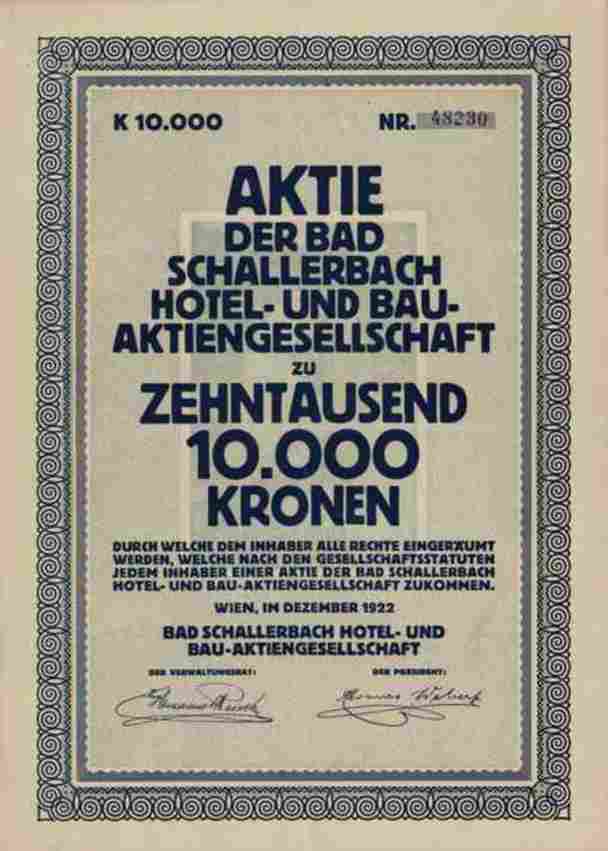 K 10.000 NR. 48230
AKTIE
DER BAD
SCHALLERBACH
HOTEL- UND BAU-
AKTIENGESELLSCHAFT
ZU
ZEHNTAUSEND
10.000
KRONEN
DURCH WELCHE DEM INHABER ALLE RECHTE EINGERÄUMT
WERDEN, WELCHE NACH DEN GESELLSCHAFTSSTATUTEN
JEDEM INHABER EINER AKTIE DER BAD SCHALLERBACH
HOTEL- UND BAU-AKTIENGESELLSCHAFT ZUKOMMEN.
WIEN, IM DEZEMBER 1922
BAD SCHALLERBACH HOTEL- UND
BAU-AKTIENGESELLSCHAFT
DER VERWALTUNGSRAT: DER PRÄSIDENT: